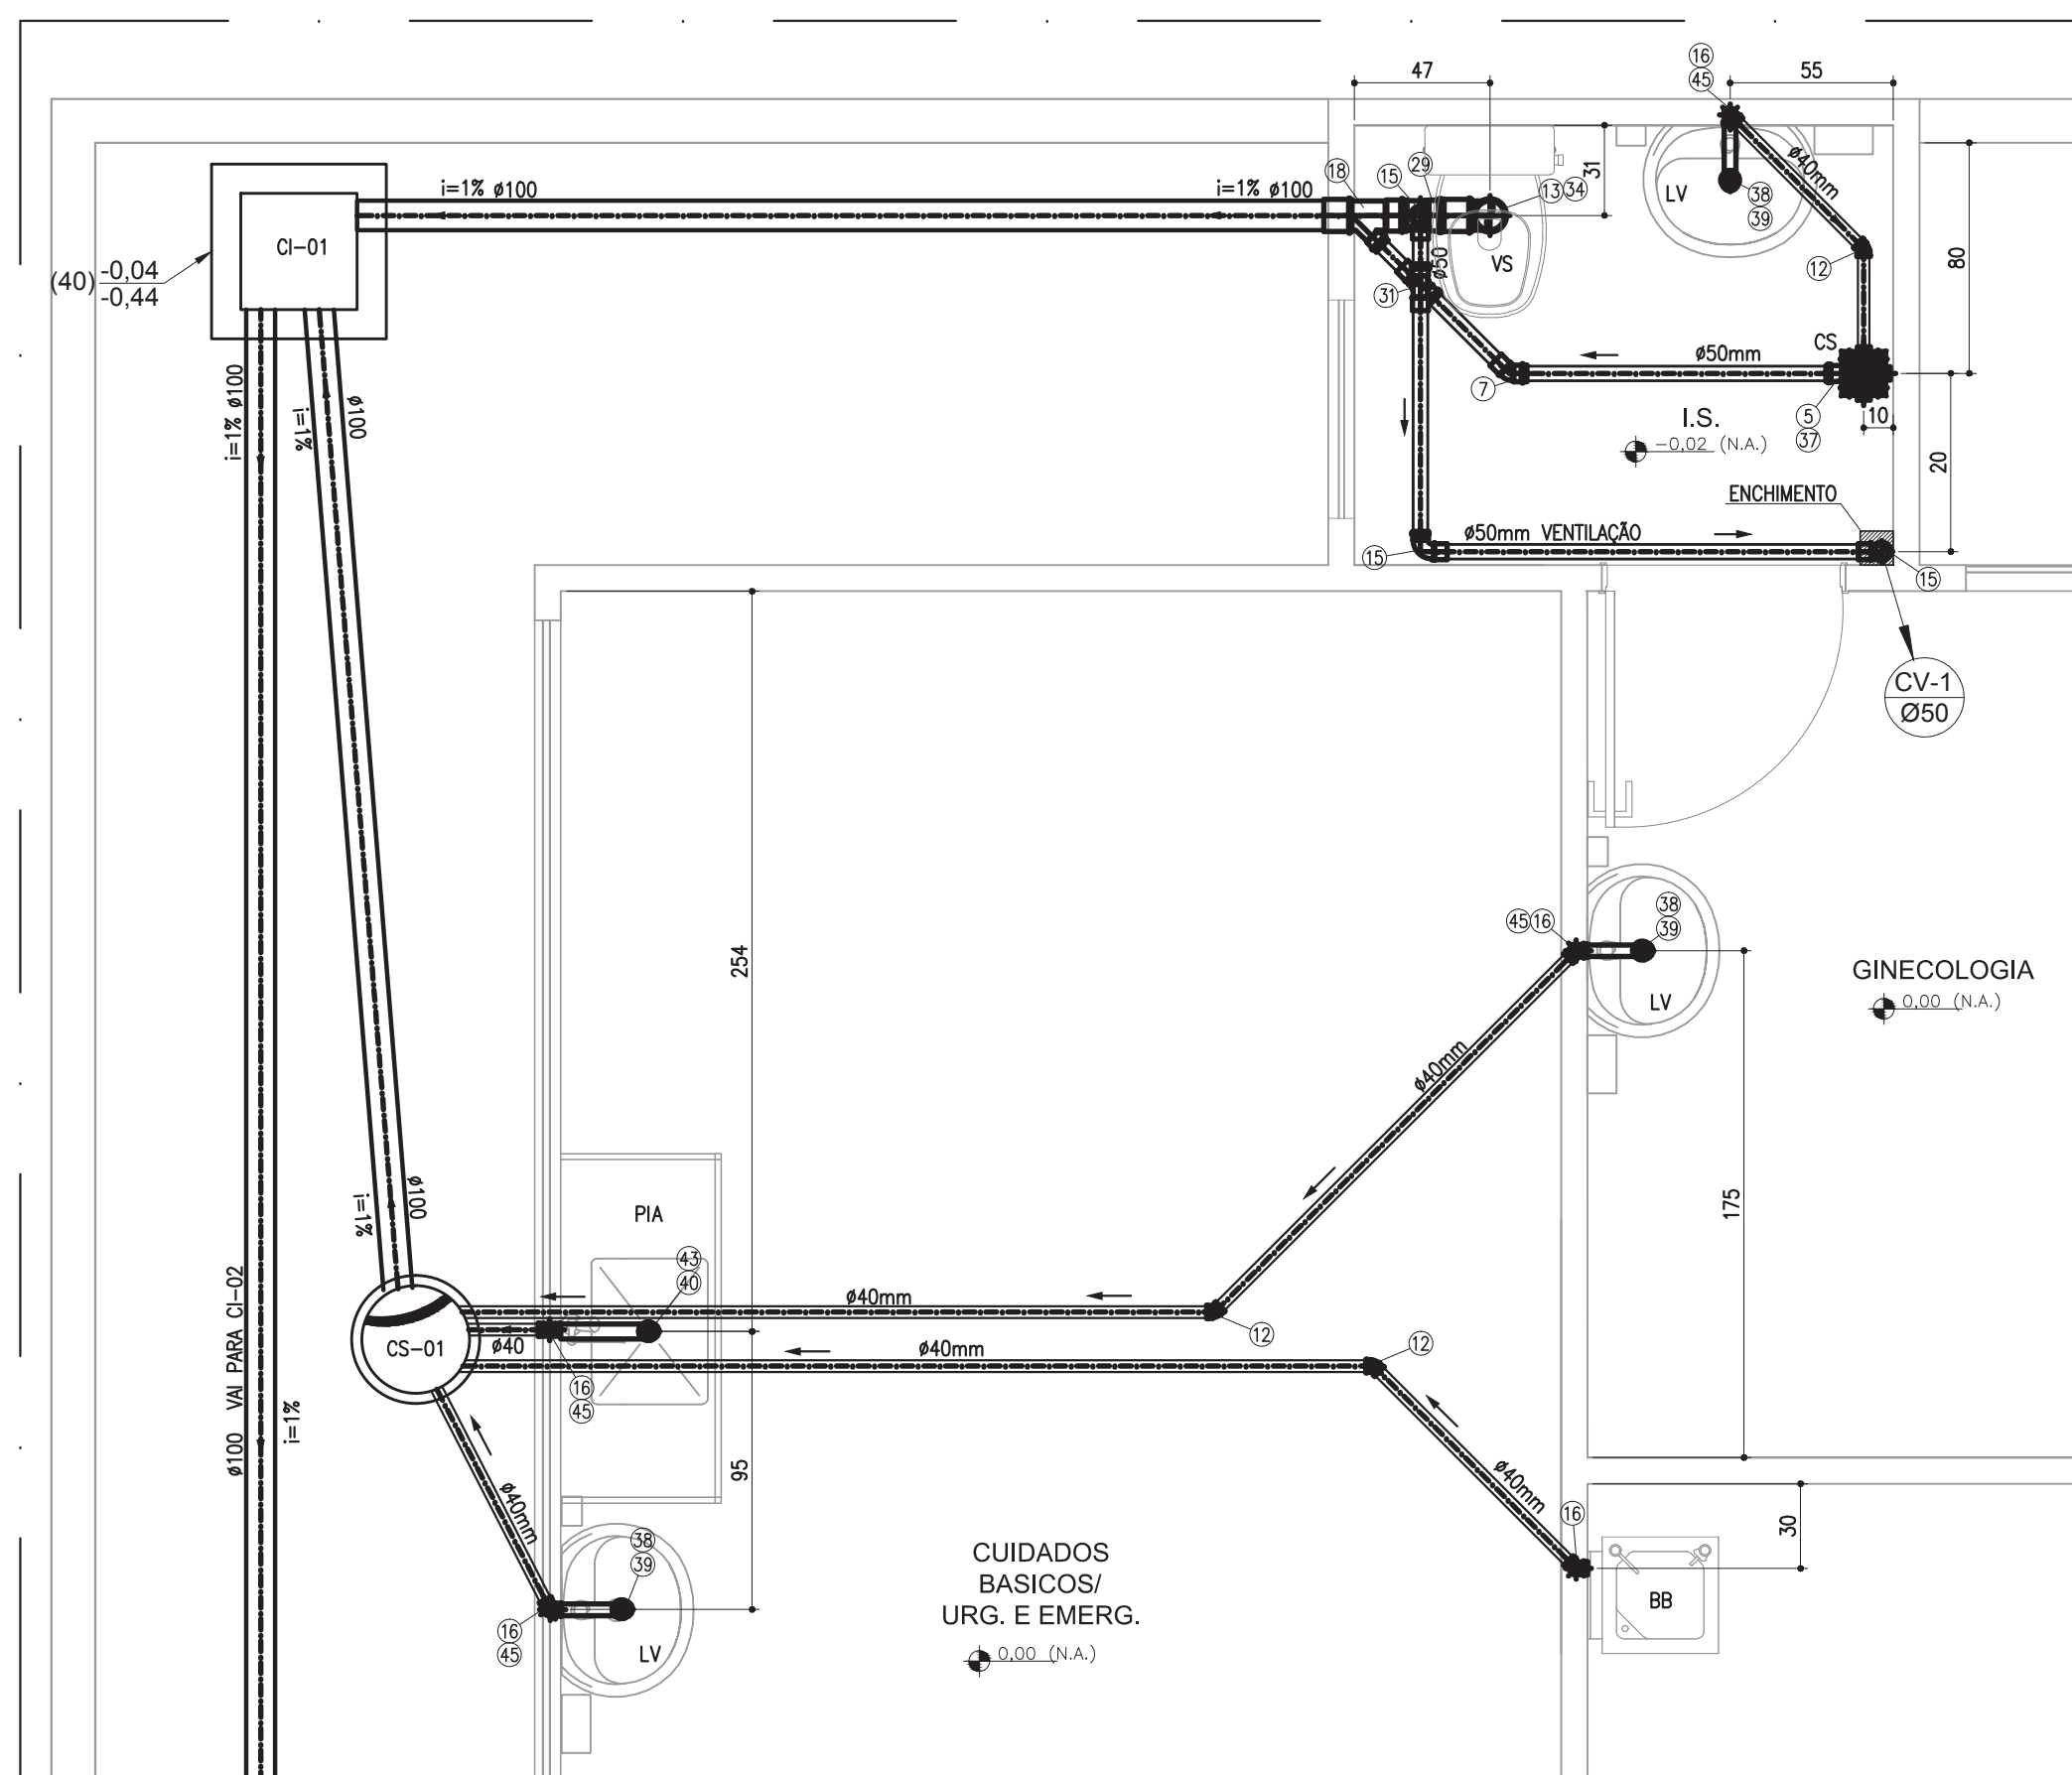 16
45
55
47
i=1% ø100
i=1% ø100
18
15
29
13
34
31
LV
38
39
ø40mm
12
80
CI-01
(40)
-0,04
-0,44
ø50
VS
31
CS
ø50mm
7
5
37
10
I.S.
-0,02 (N.A.)
20
i=1% ø100
i=1%
ø100
ENCHIMENTO
ø50mm VENTILAÇÃO
15
15
CV-1
Ø50
254
45
16
38
39
LV
GINECOLOGIA
0,00 (N.A.)
ø40mm
175
i=1%
ø100
PIA
43
40
ø40mm
12
CS-01
ø40
ø40mm
12
16
45
ø100 VAI PARA CI-02
i=1%
95
ø40mm
ø40mm
16
30
BB
38
39
16
45
LV
CUIDADOS
BASICOS/
URG. E EMERG.
0,00 (N.A.)